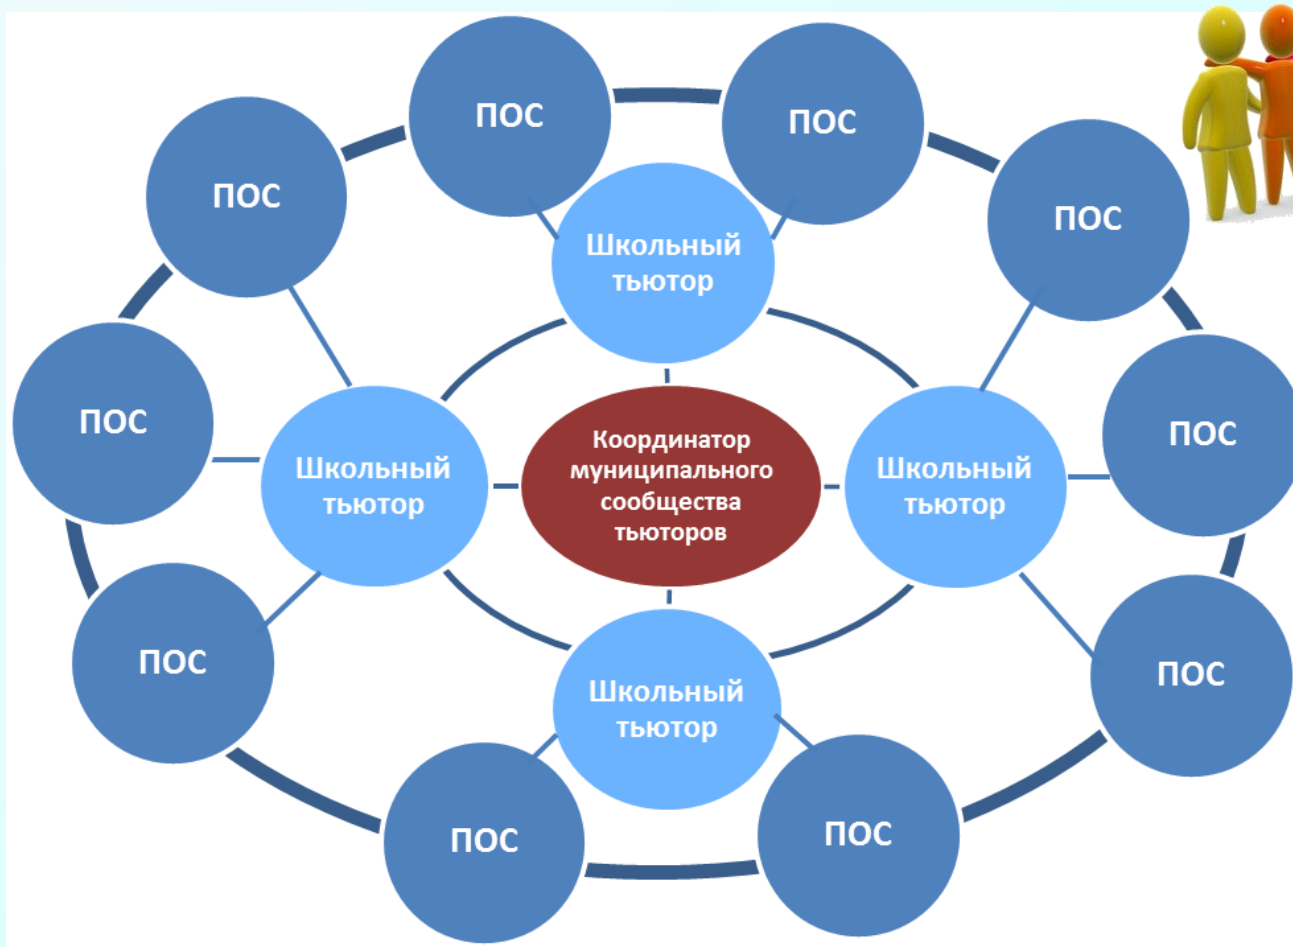 ПОС
ПОС
ПОС
ПОС
Школьный
тьютор
ПОС
ПОС
Школьный
тьютор
Координатор
муниципального
сообщества
тьюторов
Школьный
тьютор
ПОС
ПОС
Школьный
тьютор
ПОС
ПОС